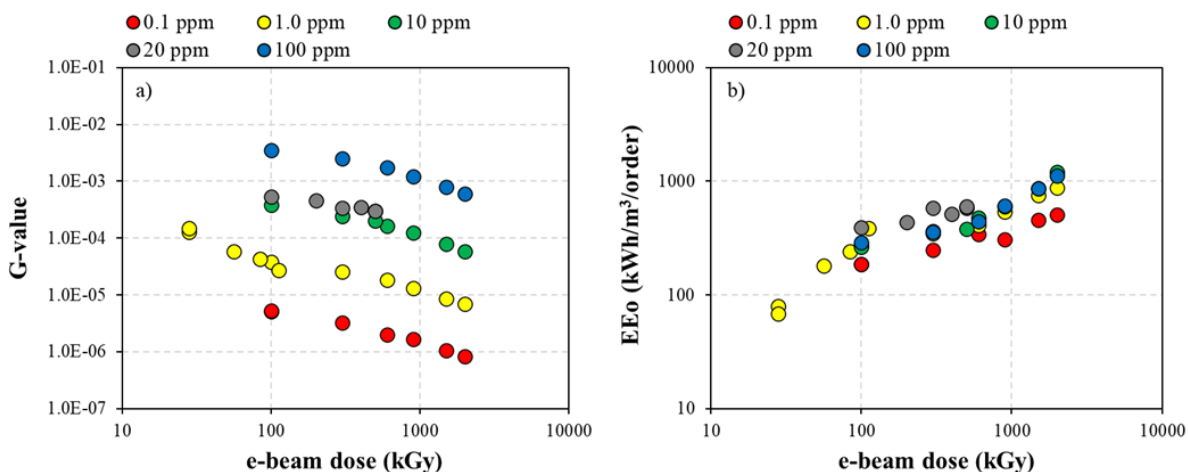 0.1 ppm 1.0 ppm 10 ppm
20 ppm 100 ppm
a)
G-value
1.0E-01
1.0E-02
1.0E-03
1.0E-04
1.0E-05
1.0E-06
1.0E-07
10 100 1000 10000
e-beam dose (kGy)
0.1 ppm 1.0 ppm 10 ppm
20 ppm 100 ppm
b)
EEo (kWh/m³/order)
10000
1000
100
10
10 100 1000 10000
e-beam dose (kGy)